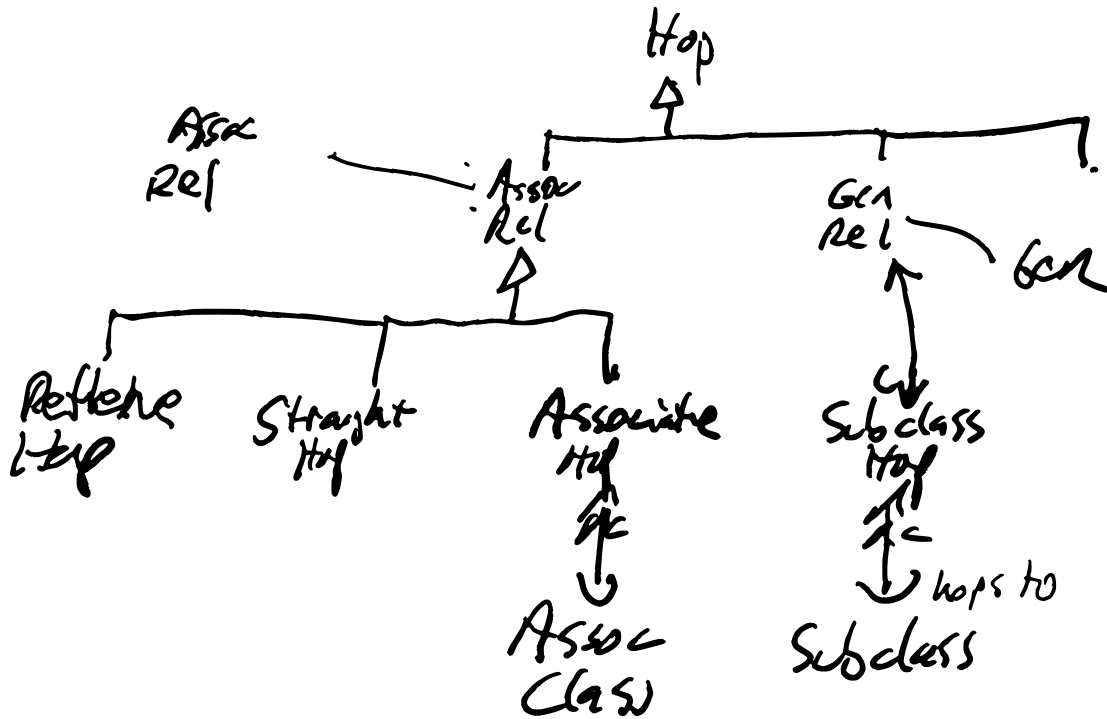 Hop
Assoc
Rel
Assoc
Rel
Gen
Rel
Gen
Reflexive
Hop
Straight
Hop
Associative
Hop
Subclass
Hop
c
hops to
Assoc
Class
Subclass